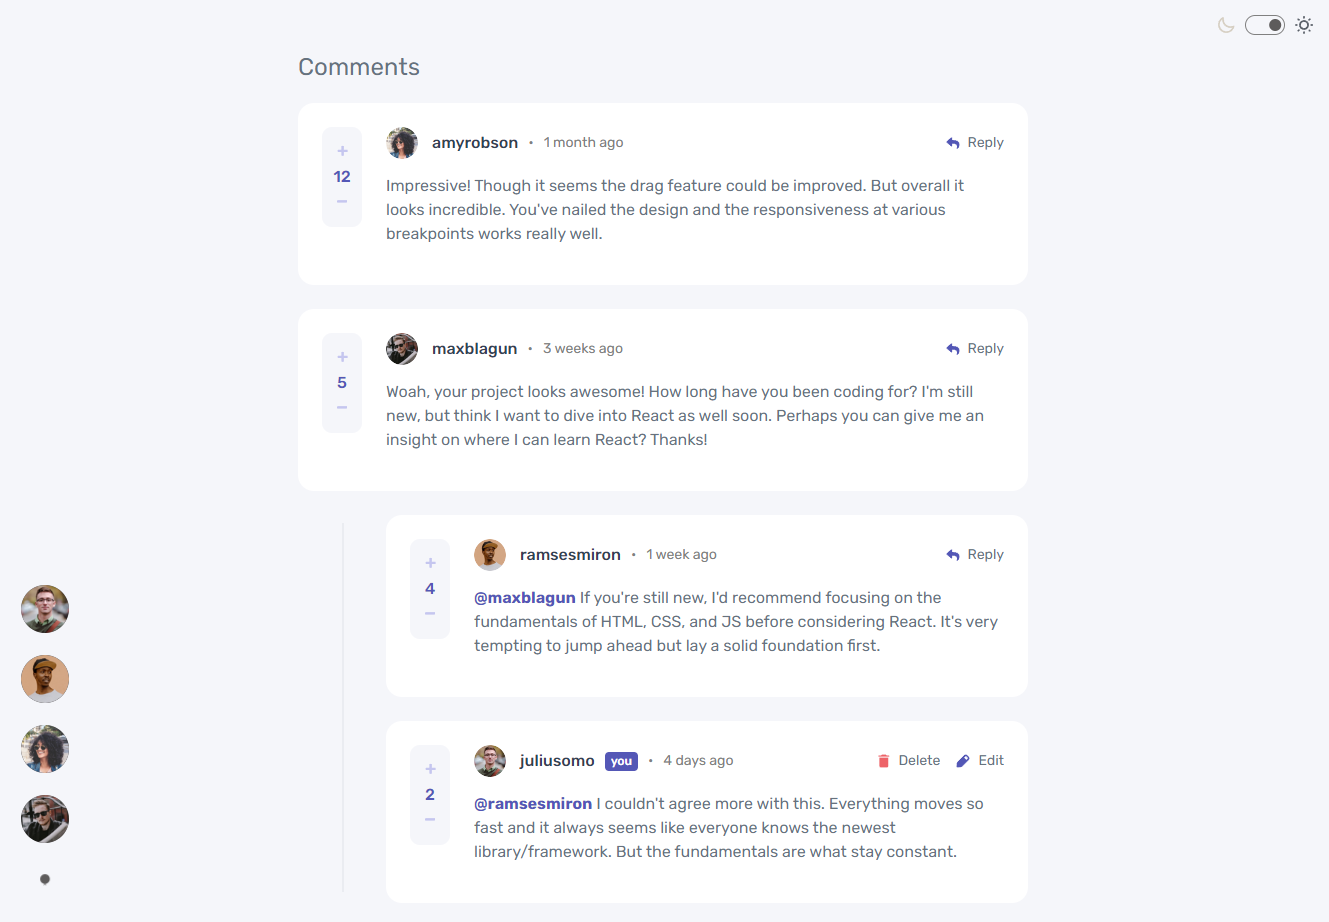 Comments
amyrobson • 1 month ago
Reply
+
12
−
Impressive! Though it seems the drag feature could be improved. But overall it
looks incredible. You've nailed the design and the responsiveness at various
breakpoints works really well.
maxblagun • 3 weeks ago
Reply
+
5
−
Woah, your project looks awesome! How long have you been coding for? I'm still
new, but think I want to dive into React as well soon. Perhaps you can give me an
insight on where I can learn React? Thanks!
ramsesmiron • 1 week ago
Reply
+
4
−
@maxblagun If you're still new, I'd recommend focusing on the
fundamentals of HTML, CSS, and JS before considering React. It's very
tempting to jump ahead but lay a solid foundation first.
juliusomo you • 4 days ago
Delete Edit
+
2
−
@ramsesmiron I couldn't agree more with this. Everything moves so
fast and it always seems like everyone knows the newest
library/framework. But the fundamentals are what stay constant.